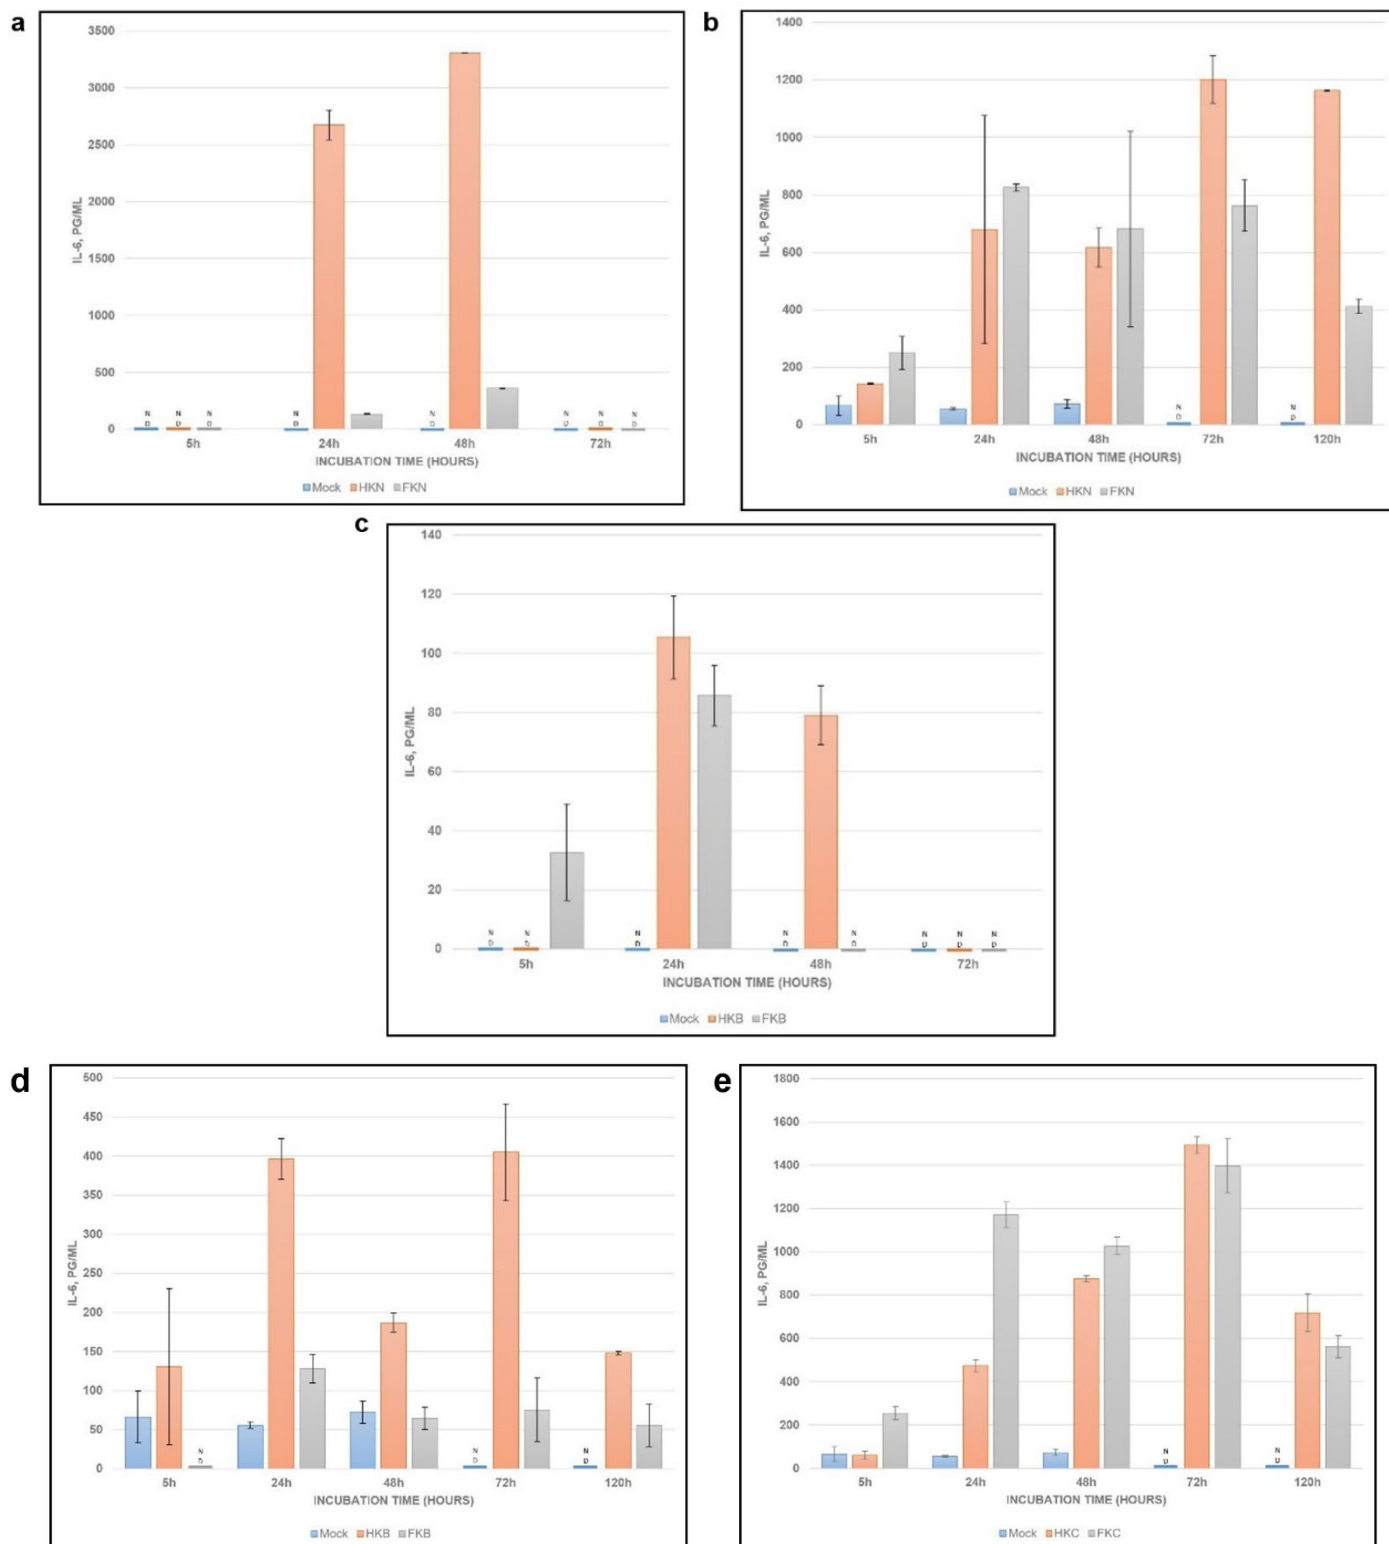 a
3500
3000
2500
2000
1500
1000
500
0
IL-6, PG/ML
N D N D N D N D N D N D N D N D
5h 24h 48h 72h
INCUBATION TIME (HOURS)
Mock HKN FKN
b
1400
1200
1000
800
600
400
200
0
IL-6, PG/ML
N D N D
5h 24h 48h 72h 120h
INCUBATION TIME (HOURS)
Mock HKN FKN
c
140
120
100
80
60
40
20
0
IL-6, PG/ML
N D N D N D N D N D N D N D N D
5h 24h 48h 72h
INCUBATION TIME (HOURS)
Mock HKB FKB
d
500
450
400
350
300
250
200
150
100
50
0
IL-6, PG/ML
N D N D N D
5h 24h 48h 72h 120h
INCUBATION TIME (HOURS)
Mock HKB FKB
e
1800
1600
1400
1200
1000
800
600
400
200
0
IL-6, PG/ML
N D N D
5h 24h 48h 72h 120h
INCUBATION TIME (HOURS)
Mock HKC FKC